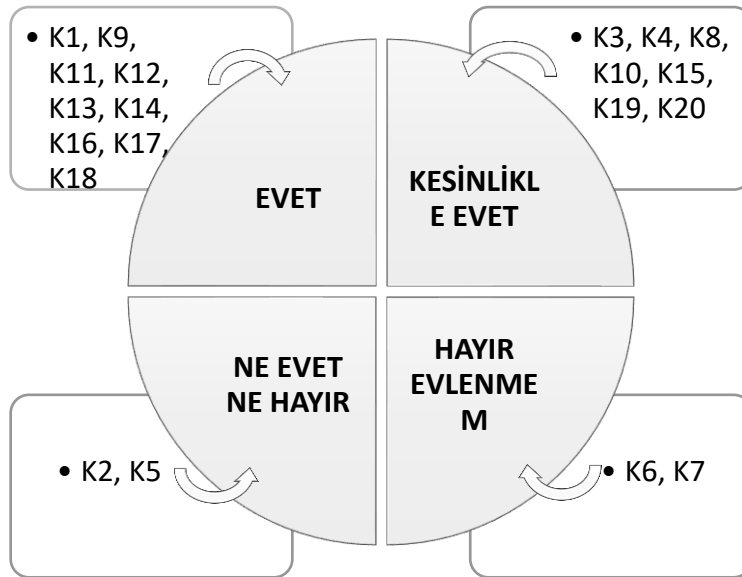 • K1, K9,
K11, K12,
K13, K14,
K16, K17,
K18
• K3, K4, K8,
K10, K15,
K19, K20
EVET
KESİNLİKL
E EVET
NE EVET
NE HAYIR
HAYIR
EVLENME
M
• K2, K5
• K6, K7